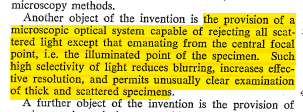 microscopy methods.
Another object of the invention is the provision of a
microscopic optical system capable of rejecting all scat-
tered light except that emanating from the central focal
point, i.e. the illuminated point of the specimen. Such
high selectivity of light reduces blurring, increases effec-
tive resolution, and permits unusually clear examination
of thick and scattered specimens.
A further object of the invention is the provision of